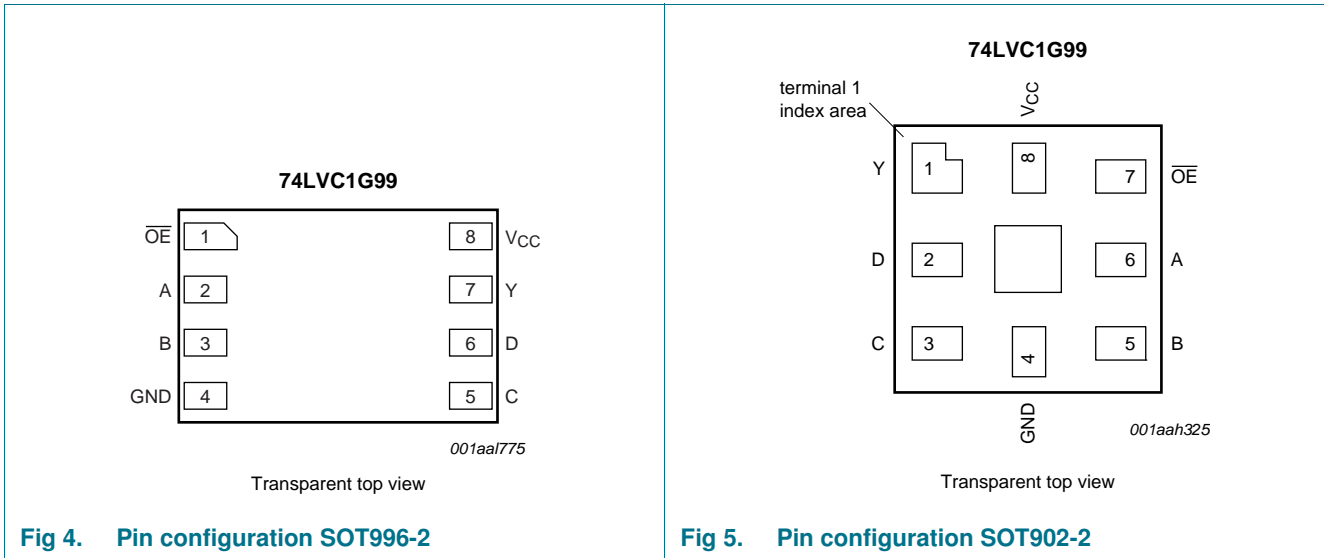 74LVC1G99
OE 1 8 VCC
A 2 7 Y
B 3 6 D
GND 4 5 C
001aal775
Transparent top view
Fig 4. Pin configuration SOT996-2
74LVC1G99
terminal 1
index area
VCC
Y 1 8 7 OE
D 2 6 A
C 3 4 5 B
GND
001aah325
Transparent top view
Fig 5. Pin configuration SOT902-2